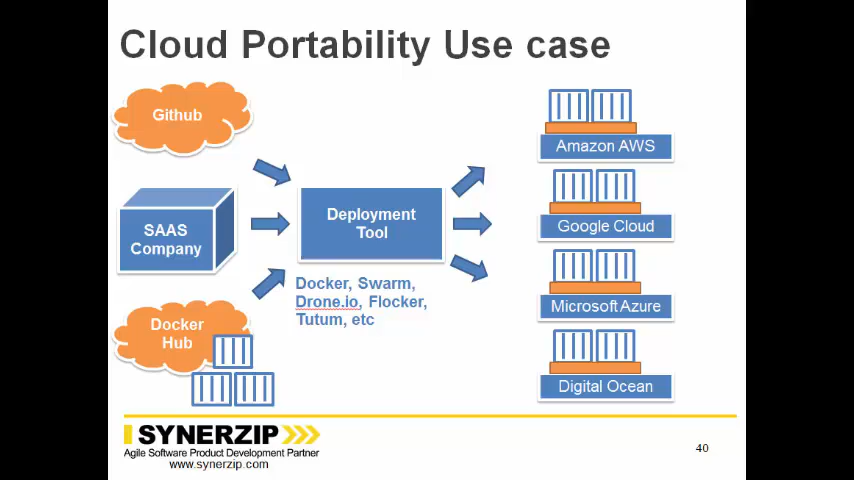 Cloud Portability Use case
Github
SAAS
Company
Docker
Hub
Deployment
Tool
Docker, Swarm,
Drone.io, Flocker,
Tutum, etc
Amazon AWS
Google Cloud
Microsoft Azure
Digital Ocean
SYNERZIP
Agile Software Product Development Partner
www.synerzip.com
40